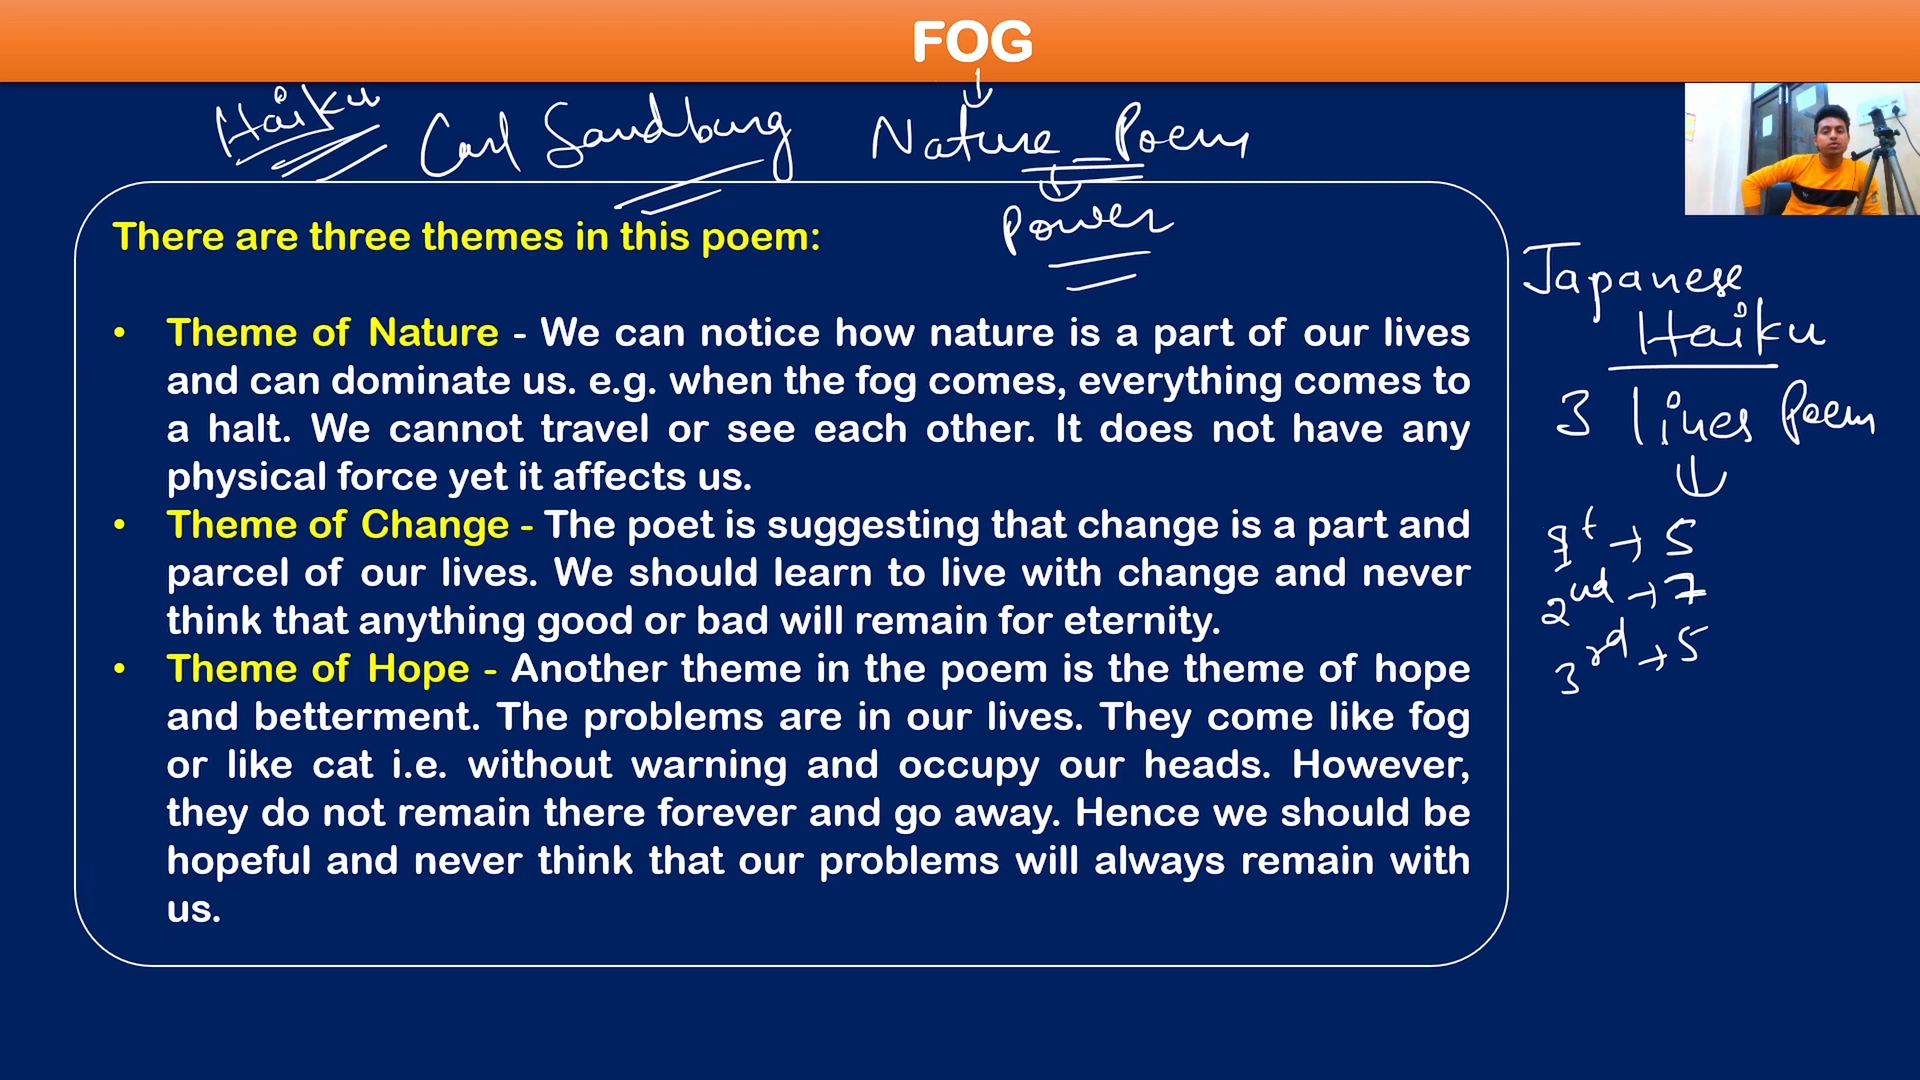 FOG
Haiku Carl Sandburg Nature Poem
Power
There are three themes in this poem:
• Theme of Nature - We can notice how nature is a part of our lives
and can dominate us. e.g. when the fog comes, everything comes to
a halt. We cannot travel or see each other. It does not have any
physical force yet it affects us.
• Theme of Change - The poet is suggesting that change is a part and
parcel of our lives. We should learn to live with change and never
think that anything good or bad will remain for eternity.
• Theme of Hope - Another theme in the poem is the theme of hope
and betterment. The problems are in our lives. They come like fog
or like cat i.e. without warning and occupy our heads. However,
they do not remain there forever and go away. Hence we should be
hopeful and never think that our problems will always remain with
us.
Japanese
Haiku
3 lines Poem
1st → 5
2nd → 7
3rd → 5